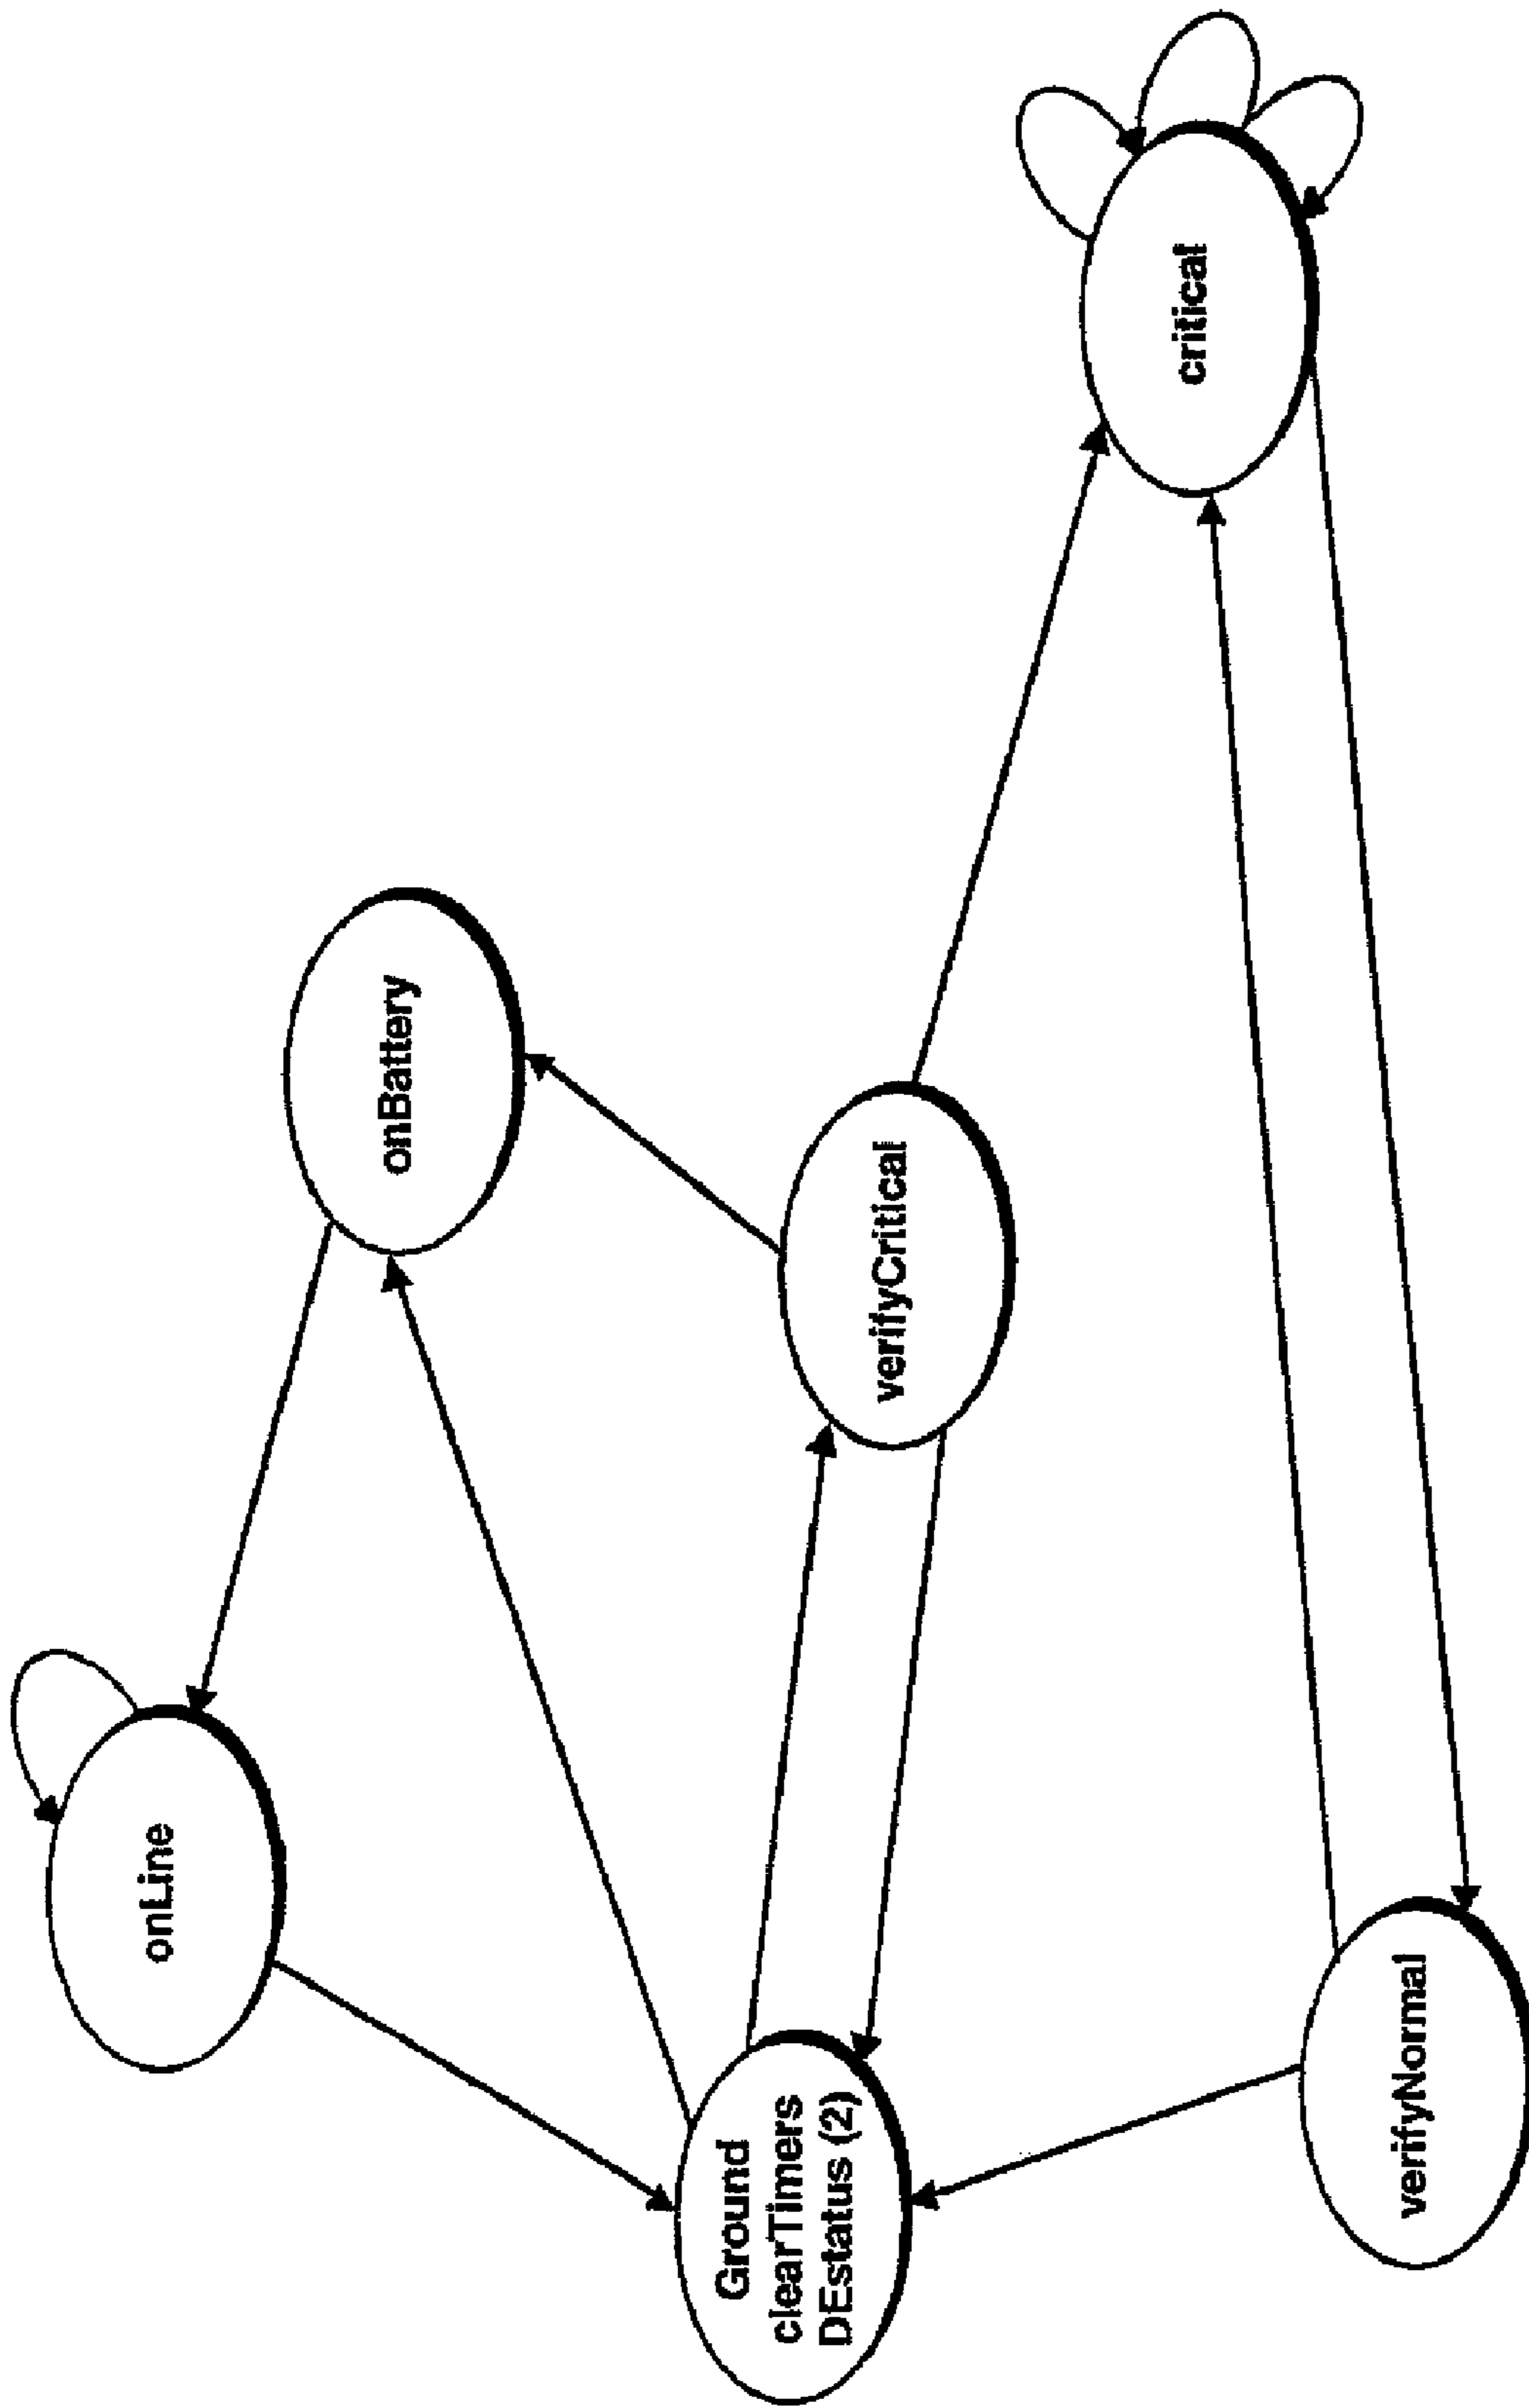 onLine
onBattery
Ground
clearTimers
DEstatus (2)
verifyCritical
critical
verifyNormal